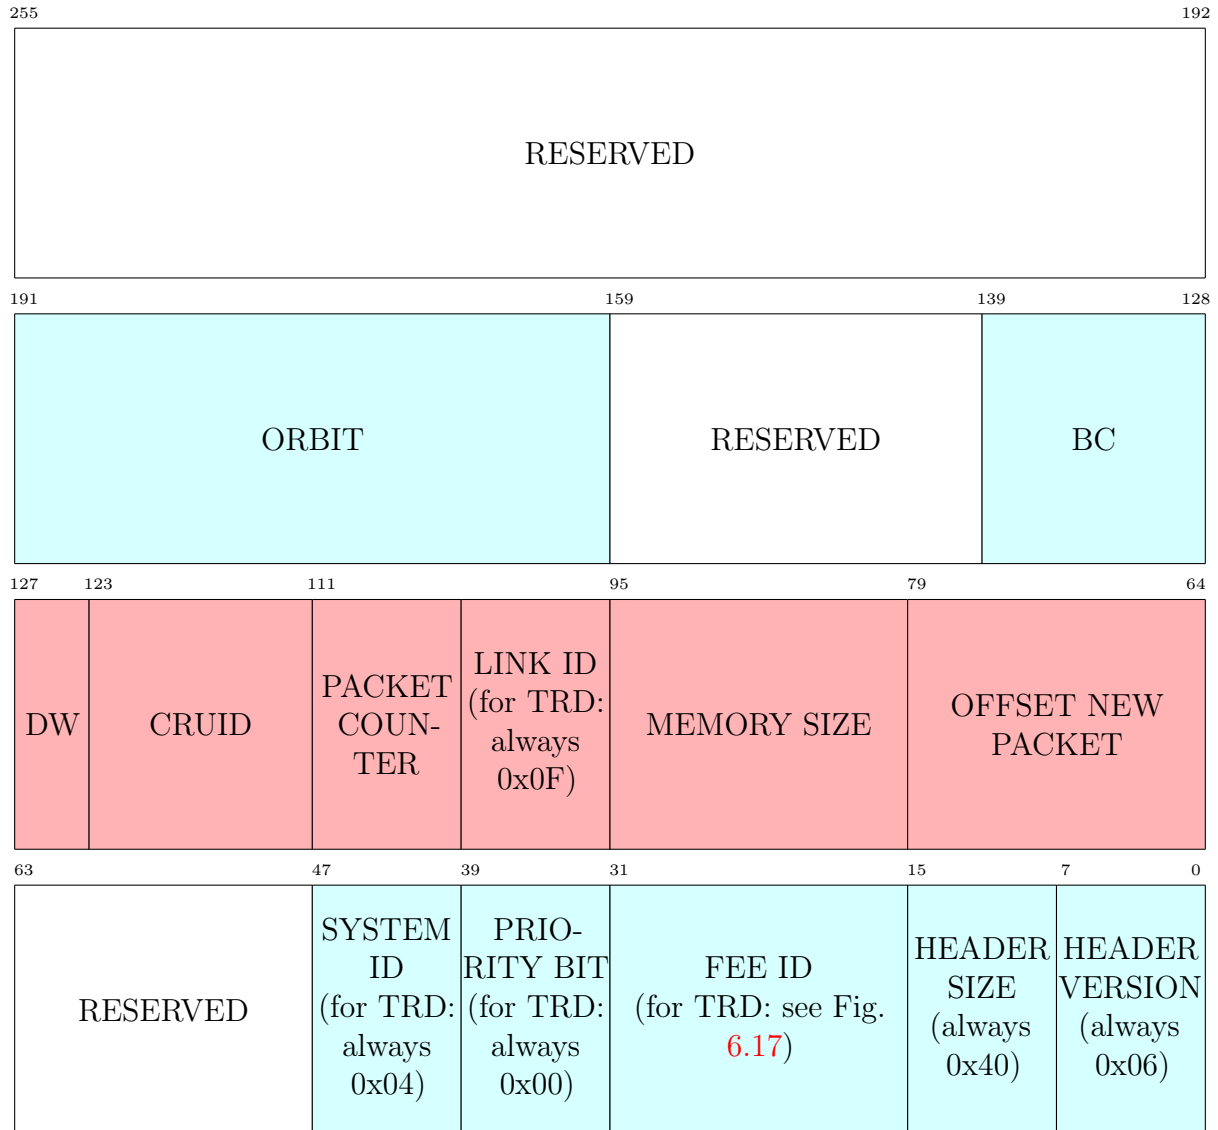 255 192
RESERVED
191 159 139 128
ORBIT RESERVED BC
127 123 111 95 79 64
DW
CRUID
PACKET
COUN-
TER
LINK ID
(for TRD:
always
0x0F)
MEMORY SIZE
OFFSET NEW
PACKET
63 47 39 31 15 7 0
RESERVED
SYSTEM
ID
(for TRD:
always
0x04)
PRIO-
RITY BIT
(for TRD:
always
0x00)
FEE ID
(for TRD: see Fig.
6.17)
HEADER
SIZE
(always
0x40)
HEADER
VERSION
(always
0x06)